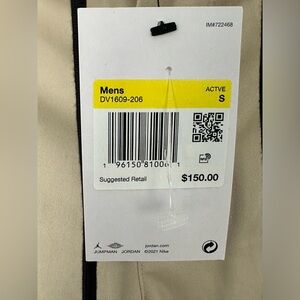 IM#722468
Mens
ACTVE
DV1609-206
S
1 96150 81006 1
Suggested Retail
$150.00
jordan.com
JUMPMAN JORDAN ©2021 Nike